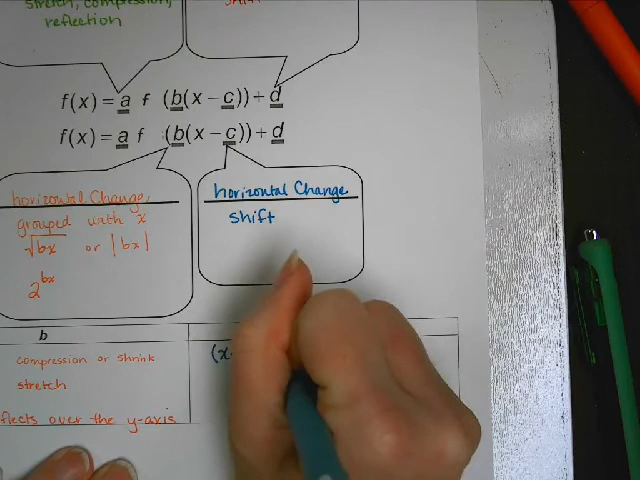 stretch, compression,
reflection
shift
f(x) = a f (b(x – c)) + d
f(x) = a f (b(x – c)) + d
horizontal Change
grouped with x
√bx or |bx|
2^bx
horizontal Change
shift
b
compression or shrink
stretch
flects over the y-axis
(x-